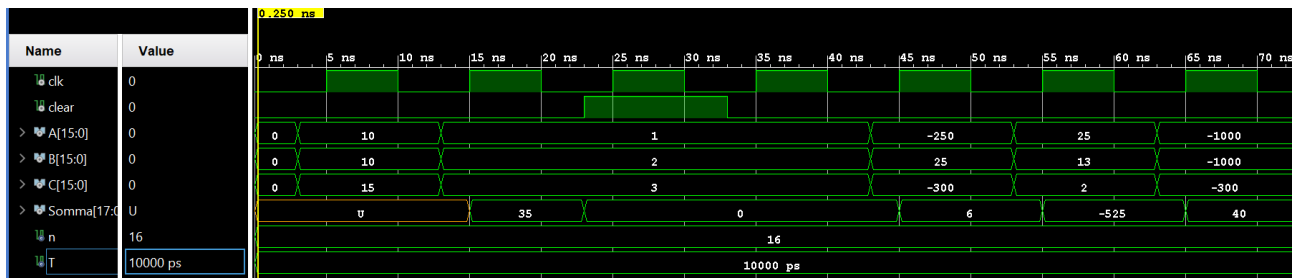 0.250 ns
Name Value
0 ns 5 ns 10 ns 15 ns 20 ns 25 ns 30 ns 35 ns 40 ns 45 ns 50 ns 55 ns 60 ns 65 ns 70 ns
clk 0
clear 0
A[15:0] 0 0 10 1 -250 25 -1000
B[15:0] 0 0 10 2 25 13 -1000
C[15:0] 0 0 15 3 -300 2 -300
Somma[17:0 U U 35 0 6 -525 40
n 16 16
T 10000 ps 10000 ps